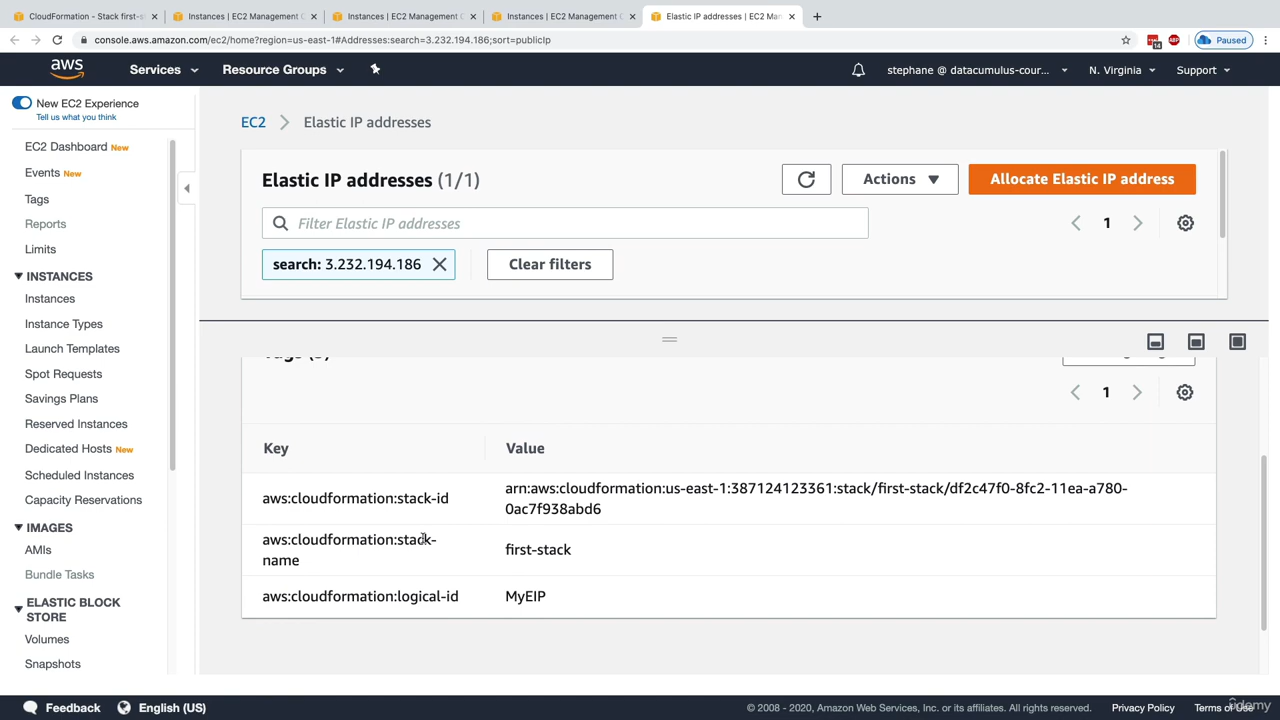 CloudFormation - Stack first-s
Instances | EC2 Management C
Instances | EC2 Management C
Instances | EC2 Management C
Elastic IP addresses | EC2 Man
console.aws.amazon.com/ec2/home?region=us-east-1#Addresses:search=3.232.194.186;sort=publicIp
14
ABP
Paused
aws
Services
Resource Groups
stephane @ datacumulus-cour...
N. Virginia
Support
New EC2 Experience
Tell us what you think
EC2 Dashboard New
Events New
Tags
Reports
Limits
INSTANCES
Instances
Instance Types
Launch Templates
Spot Requests
Savings Plans
Reserved Instances
Dedicated Hosts New
Scheduled Instances
Capacity Reservations
IMAGES
AMIs
Bundle Tasks
ELASTIC BLOCK
STORE
Volumes
Snapshots
EC2 > Elastic IP addresses
Elastic IP addresses (1/1)
Actions
Allocate Elastic IP address
Filter Elastic IP addresses
1
search: 3.232.194.186
Clear filters
1
Key
Value
aws:cloudformation:stack-id
arn:aws:cloudformation:us-east-1:387124123361:stack/first-stack/df2c47f0-8fc2-11ea-a780-
0ac7f938abd6
aws:cloudformation:stack-
name
first-stack
aws:cloudformation:logical-id
MyEIP
Feedback
English (US)
© 2008 - 2020, Amazon Web Services, Inc. or its affiliates. All rights reserved.
Privacy Policy
Terms of Use
udemy